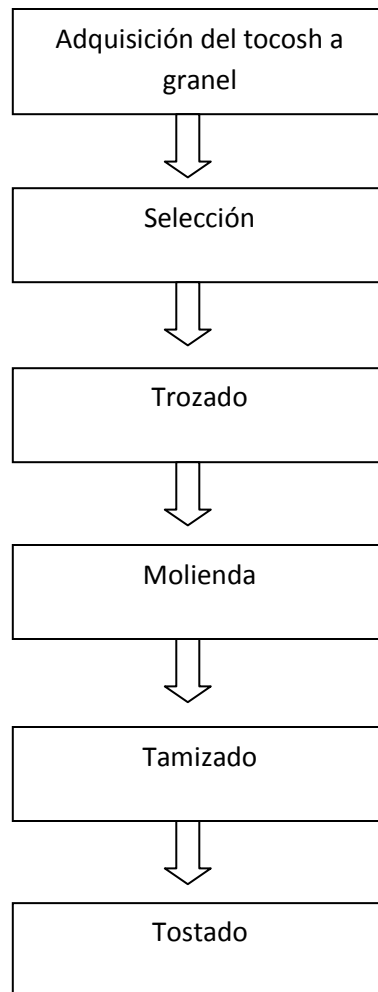 Adquisición del tocosh a
granel
Selección
Trozado
Molienda
Tamizado
Tostado